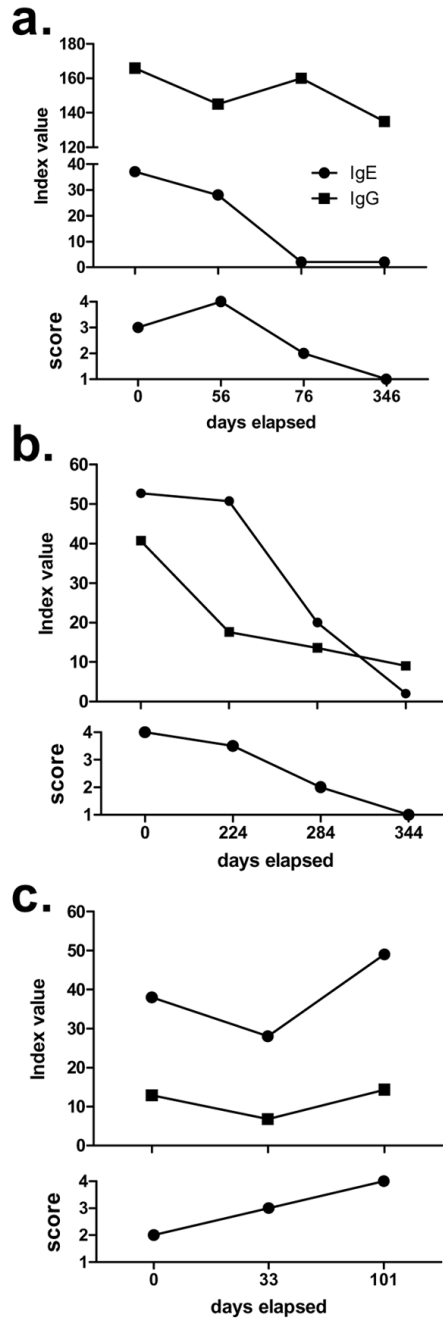 a.
180
160
140
120
40
30
20
10
0
Index value
IgE
IgG
4
3
2
1
score
0 56 76 346
days elapsed
b.
60
50
40
30
20
10
0
Index value
4
3
2
1
score
0 224 284 344
days elapsed
c.
60
50
40
30
20
10
0
Index value
4
3
2
1
score
0 33 101
days elapsed